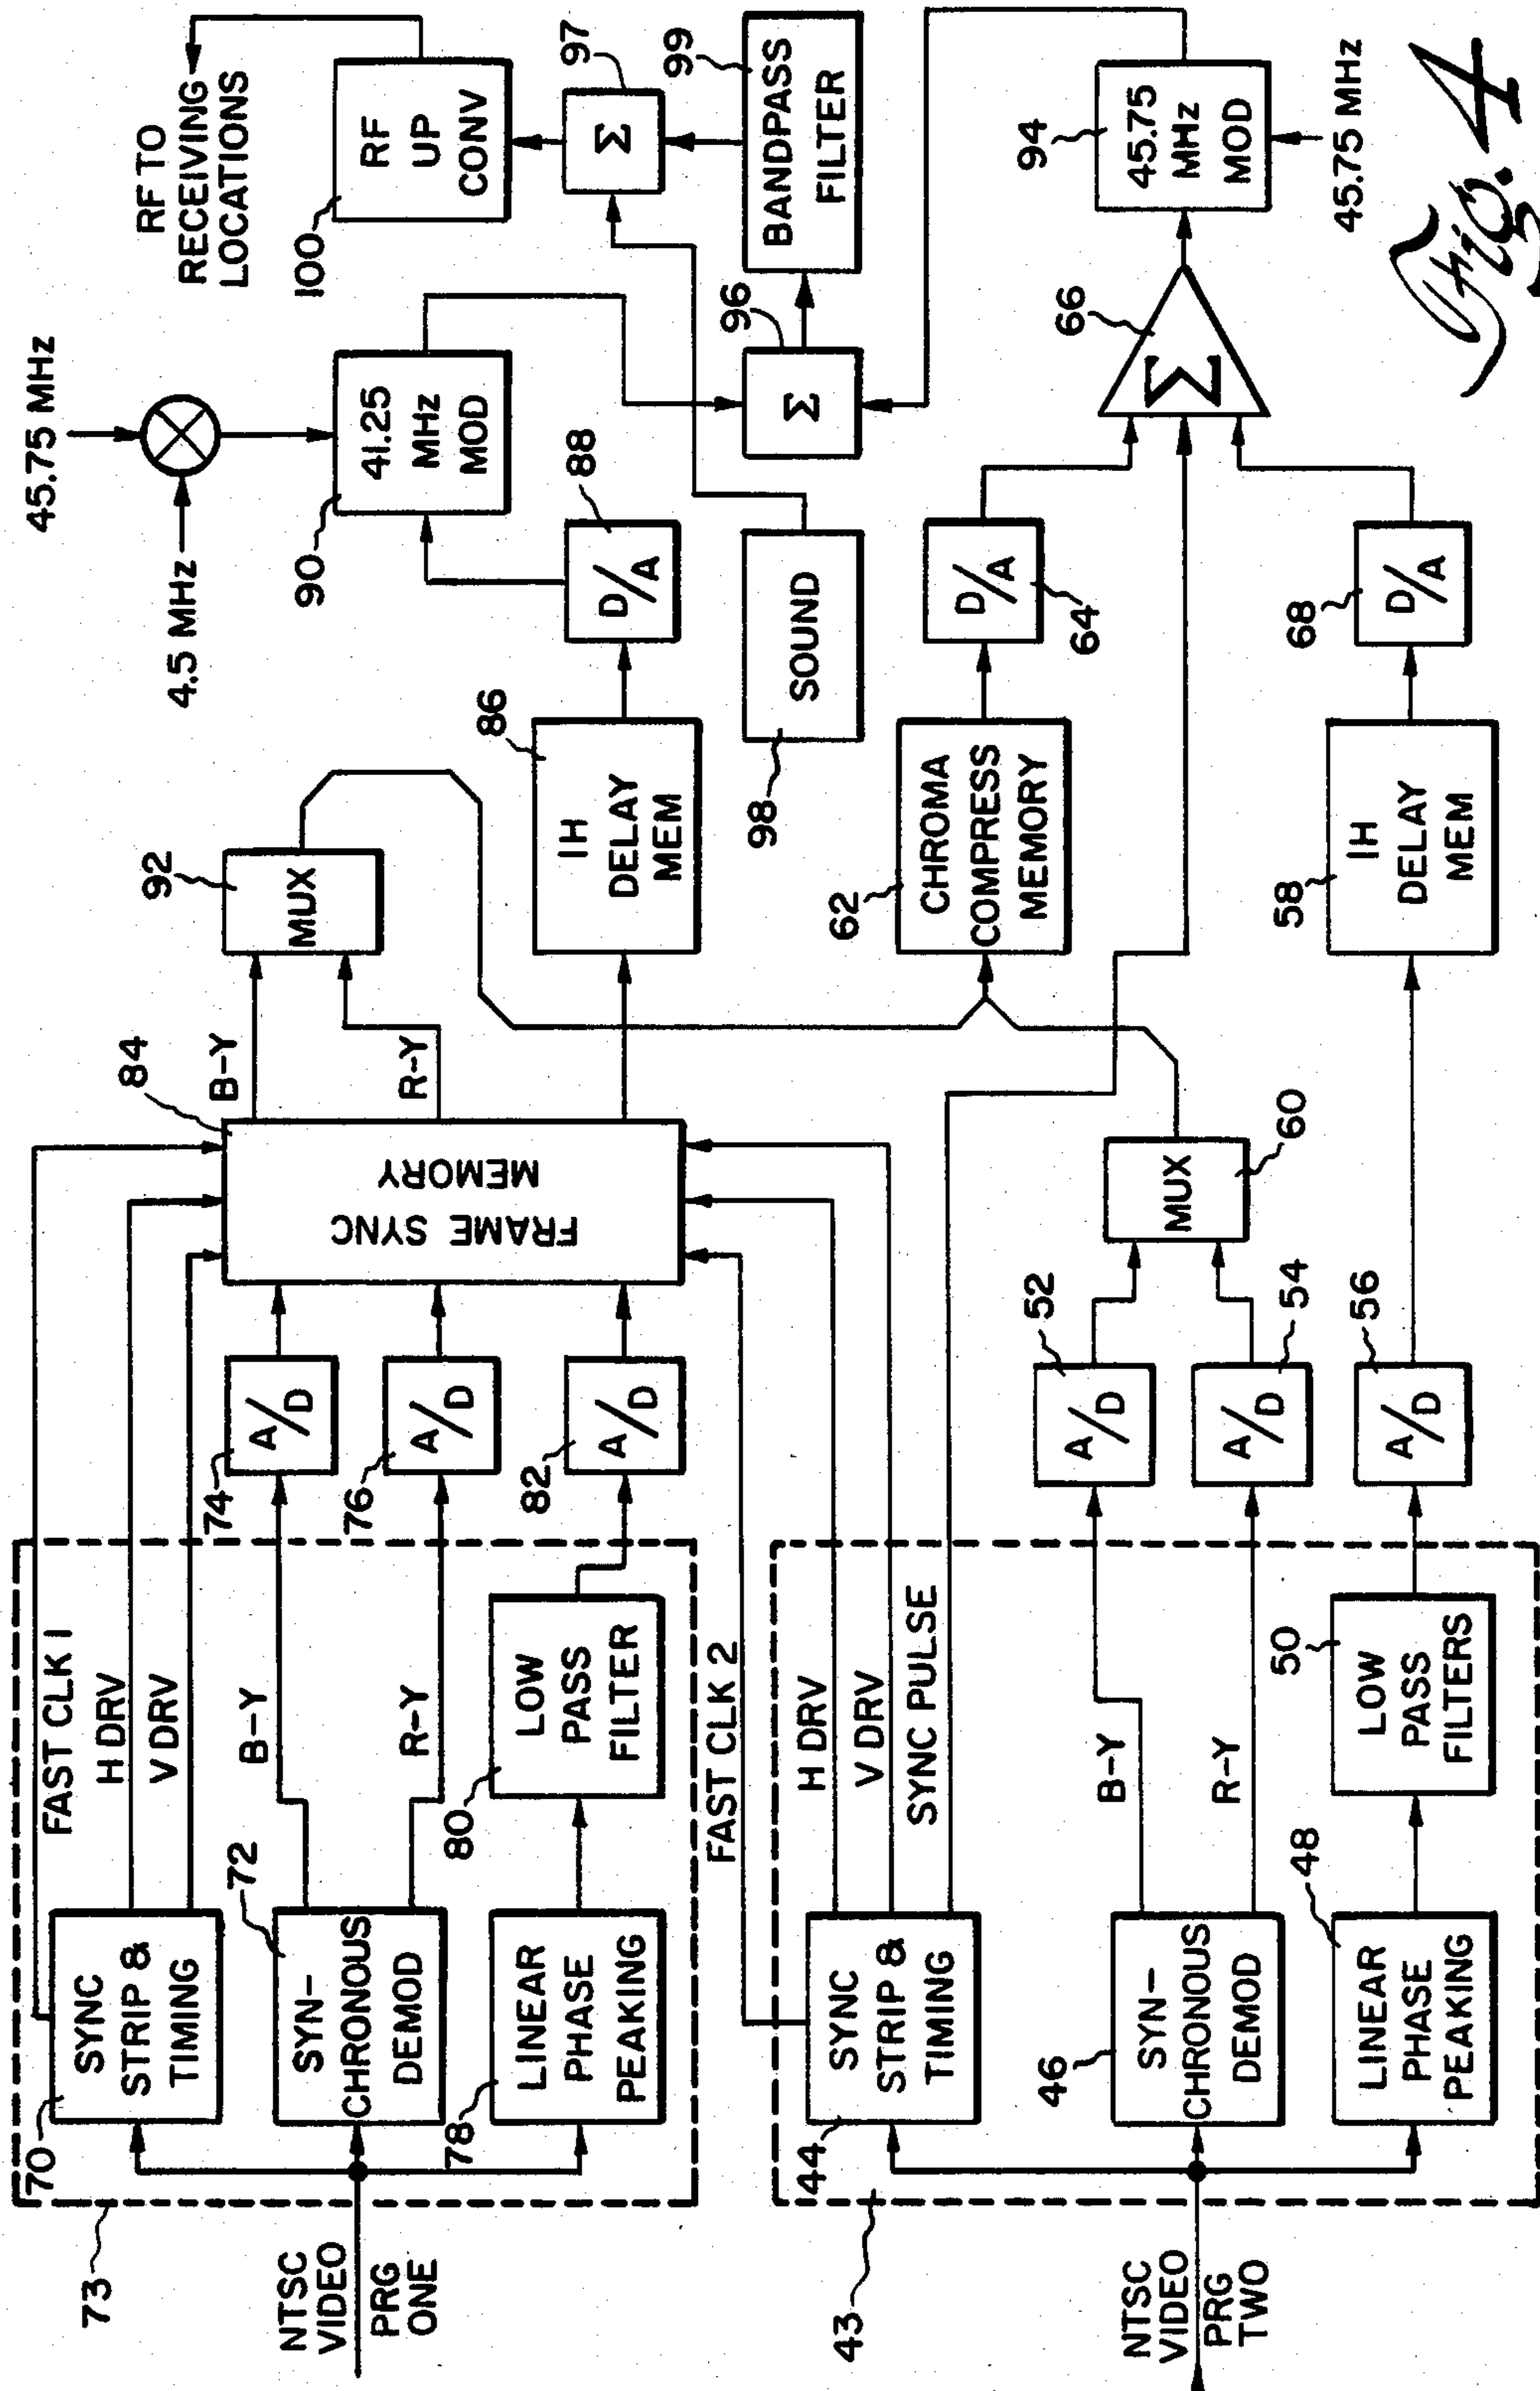 NTSC
VIDEO
PRG
ONE
73
70
SYNC
STRIP &
TIMING
FAST CLK 1
H DRV
V DRV
72
SYN-
CHRONOUS
DEMOD
B-Y
R-Y
78
LINEAR
PHASE
PEAKING
80
LOW
PASS
FILTER
74
A/D
76
A/D
82
A/D
84
FRAME SYNC
MEMORY
B-Y
R-Y
92
MUX
86
1H
DELAY
MEM
88
D/A
90
41.25
MHz
MOD
4.5 MHz
45.75 MHz
98
SOUND
96
Σ
99
BANDPASS
FILTER
97
Σ
100
RF
UP
CONV
RF TO
RECEIVING
LOCATIONS
NTSC
VIDEO
PRG
TWO
43
44
SYNC
STRIP &
TIMING
FAST CLK 2
H DRV
V DRV
SYNC PULSE
46
SYN-
CHRONOUS
DEMOD
B-Y
R-Y
48
LINEAR
PHASE
PEAKING
50
LOW
PASS
FILTERS
52
A/D
54
A/D
56
A/D
60
MUX
62
CHROMA
COMPRESS
MEMORY
64
D/A
58
1H
DELAY
MEM
68
D/A
66
Σ
94
45.75
MHz
MOD
45.75 MHz
Fig. 4